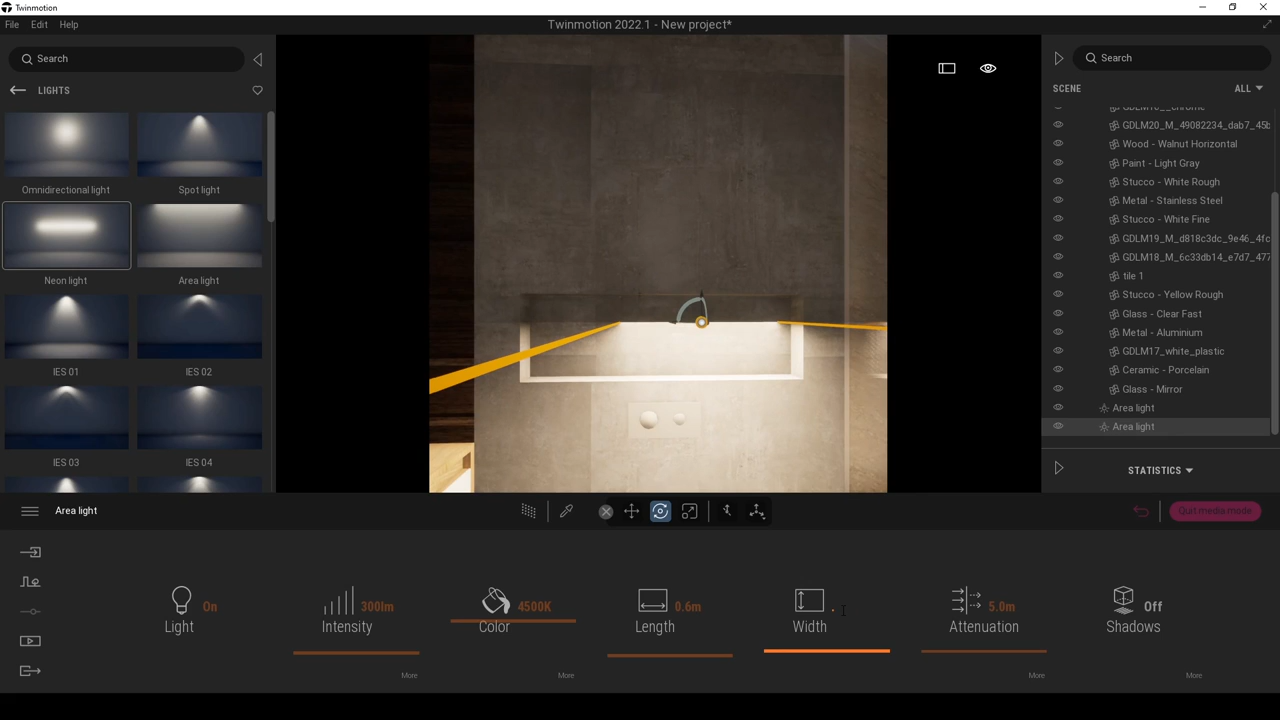 Twinmotion
File Edit Help
Twinmotion 2022.1 - New project*
Search
LIGHTS
Omnidirectional light
Spot light
Neon light
Area light
IES 01
IES 02
IES 03
IES 04
Search
SCENE
ALL
GDLM20_M_49082234_dab7_45b
Wood - Walnut Horizontal
Paint - Light Gray
Stucco - White Rough
Metal - Stainless Steel
Stucco - White Fine
GDLM19_M_d818c3dc_9e46_4fc
GDLM18_M_6c33db14_e7d7_477
tile 1
Stucco - Yellow Rough
Glass - Clear Fast
Metal - Aluminium
GDLM17_white_plastic
Ceramic - Porcelain
Glass - Mirror
Area light
Area light
STATISTICS
Area light
Quit media mode
On
Light
300lm
Intensity
More
4500K
Color
More
0.6m
Length
.
Width
5.0m
Attenuation
More
Off
Shadows
More